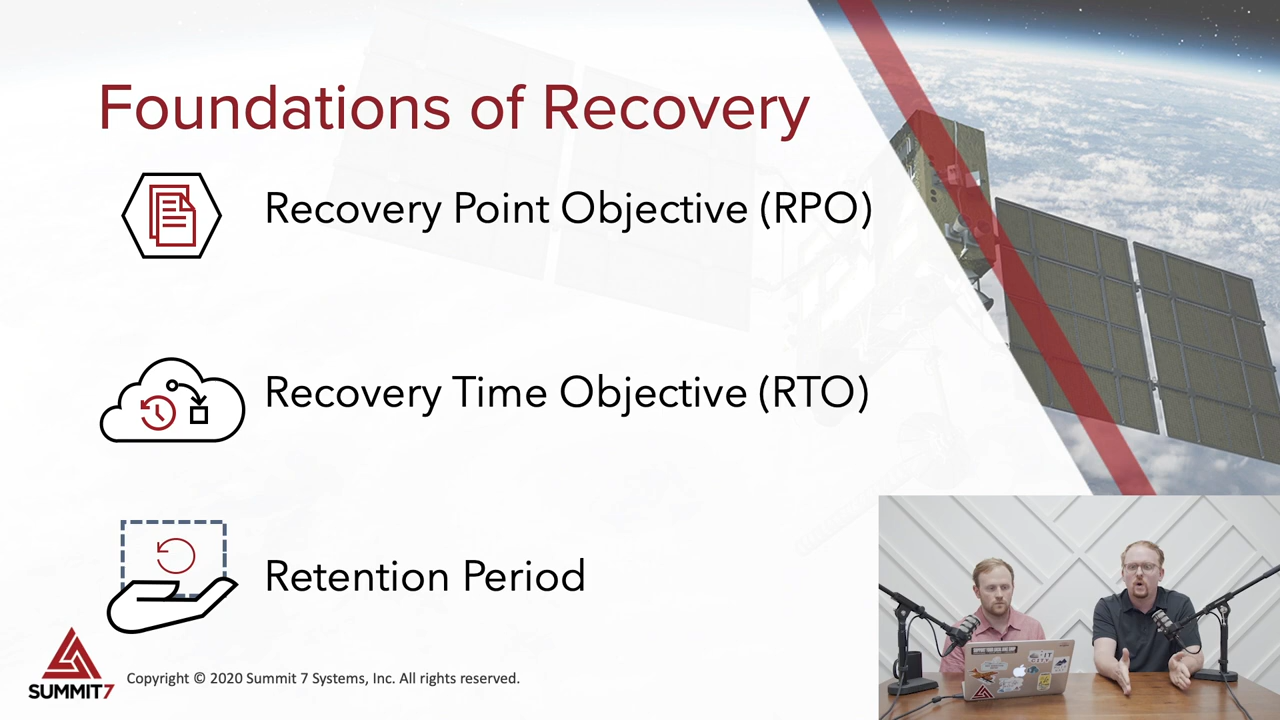 Foundations of Recovery
Recovery Point Objective (RPO)
Recovery Time Objective (RTO)
Retention Period
SUMMIT7
Copyright © 2020 Summit 7 Systems, Inc. All rights reserved.